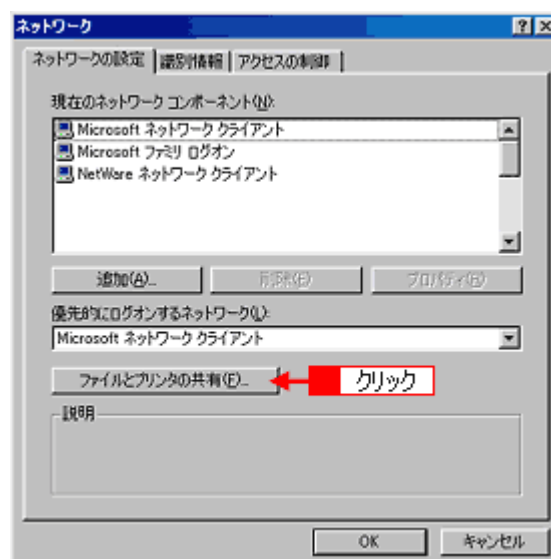 ネットワーク
ネットワークの設定 識別情報 アクセスの制御
現在のネットワーク コンポーネント(N):
Microsoft ネットワーク クライアント
Microsoft ファミリ ログオン
NetWare ネットワーク クライアント
追加(A)... 削除(E) プロパティ(R)
優先的にログオンするネットワーク(L):
Microsoft ネットワーク クライアント
ファイルとプリンタの共有(F)... クリック
説明
OK キャンセル